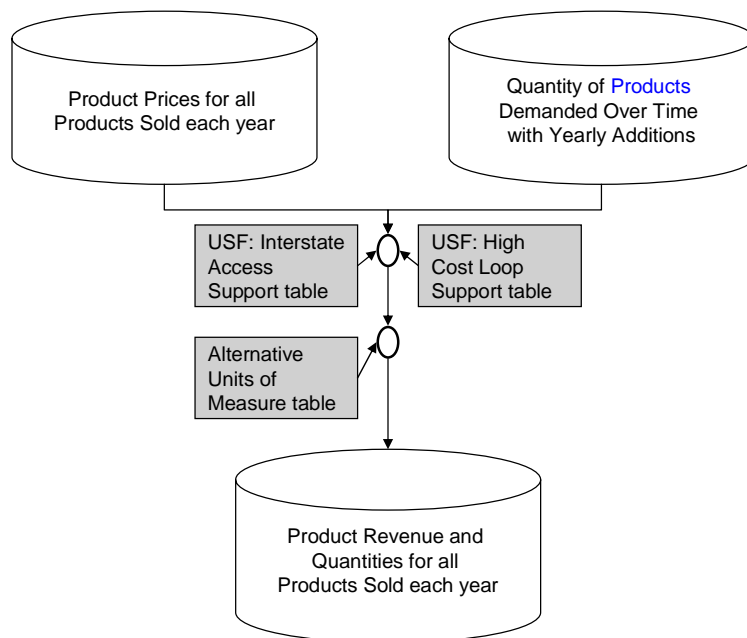 Product Prices for all
Products Sold each year
Quantity of Products
Demanded Over Time
with Yearly Additions
USF: Interstate
Access
Support table
USF: High
Cost Loop
Support table
Alternative
Units of
Measure table
Product Revenue and
Quantities for all
Products Sold each year